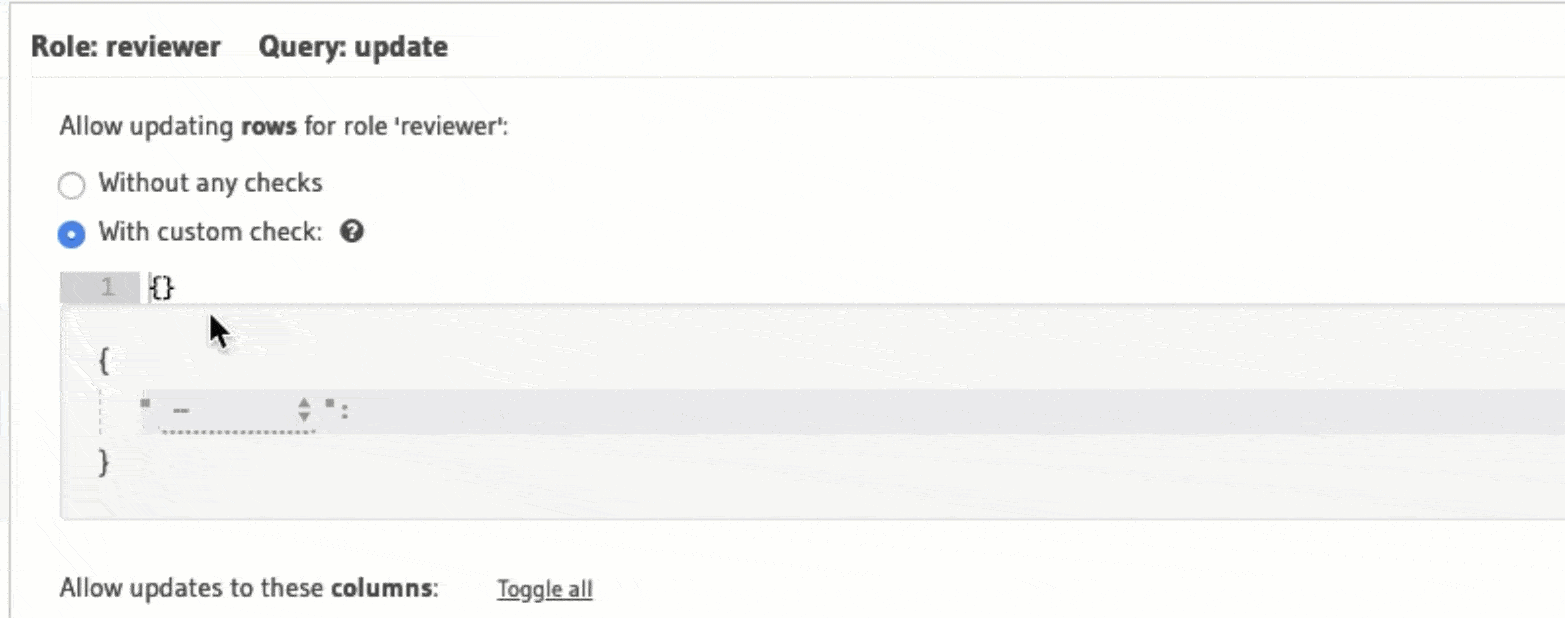 Role: reviewer Query: update
Allow updating rows for role 'reviewer':
Without any checks
With custom check: ?
1 {}
{
" – ":
}
Allow updates to these columns: Toggle all